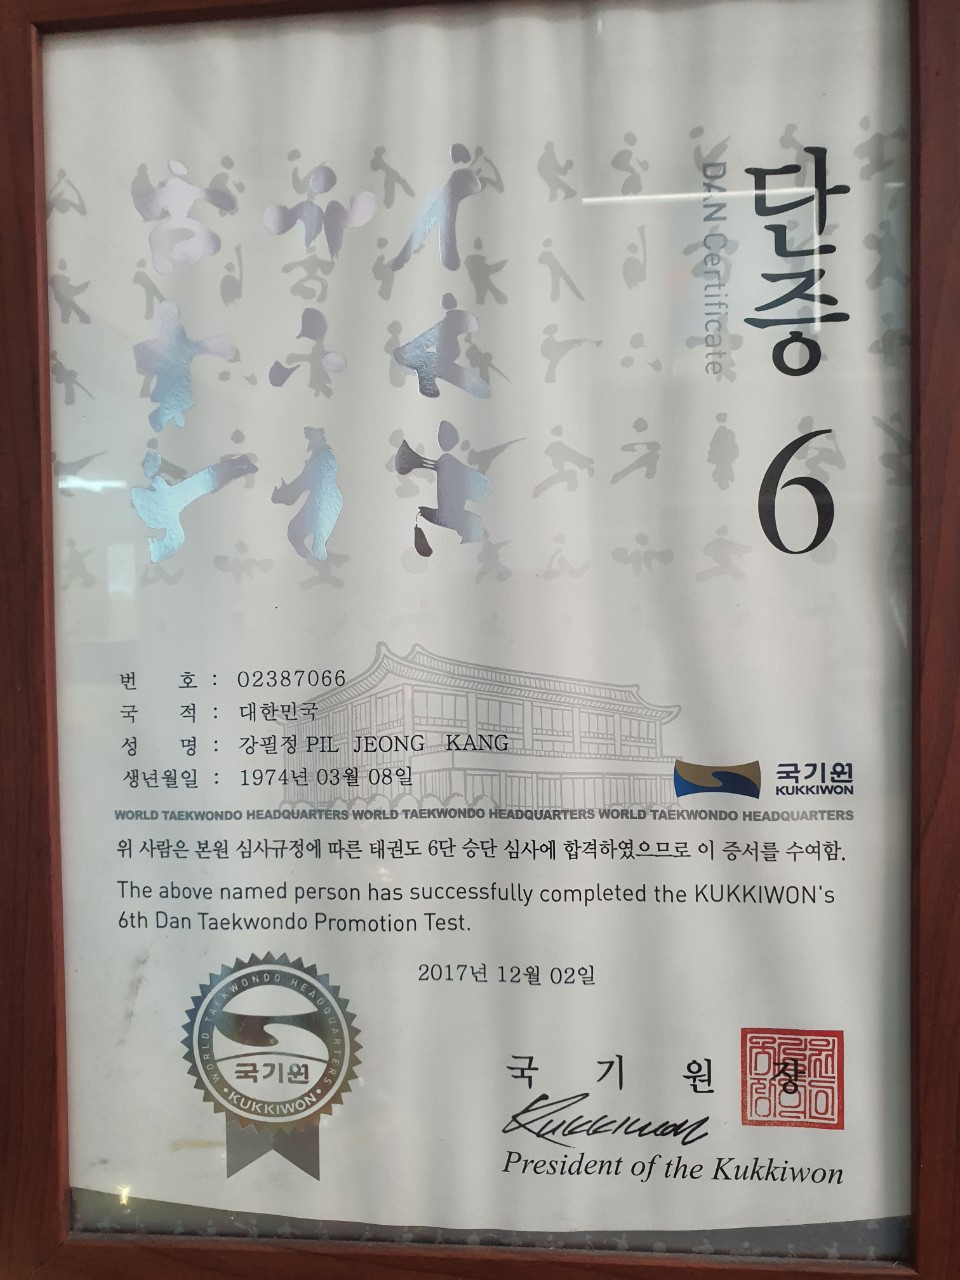 단증
DAN Certificate
6
번 호 : 02387066
국 적 : 대한민국
성 명 : 강필정 PIL JEONG KANG
생년월일 : 1974년 03월 08일
국기원
KUKKIWON
WORLD TAEKWONDO HEADQUARTERS WORLD TAEKWONDO HEADQUARTERS WORLD TAEKWONDO HEADQUARTERS
위 사람은 본원 심사규정에 따른 태권도 6단 승단 심사에 합격하였으므로 이 증서를 수여함.
The above named person has successfully completed the KUKKIWON's
6th Dan Taekwondo Promotion Test.
2017년 12월 02일
WORLD TAEKWONDO HEADQUARTERS
국기원
KUKKIWON
국 기 원 장
Kukkiwon
President of the Kukkiwon